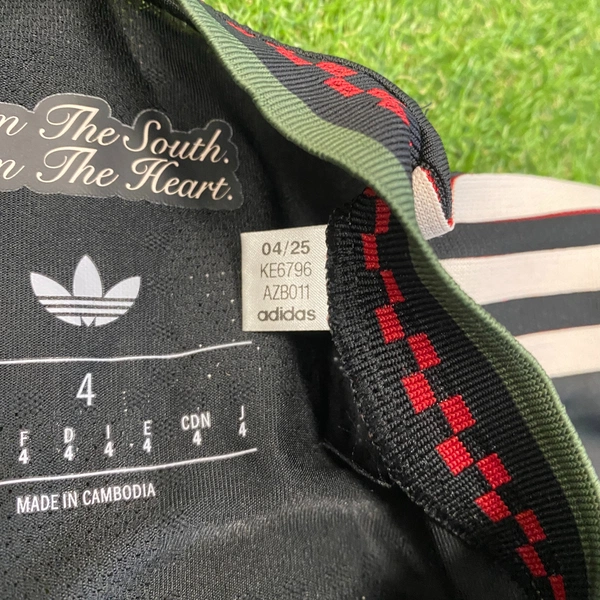 n The South.
n The Heart.
04/25
KE6796
AZB011
adidas
4
F D I E CDN J
4 4 4 4 4 4
MADE IN CAMBODIA